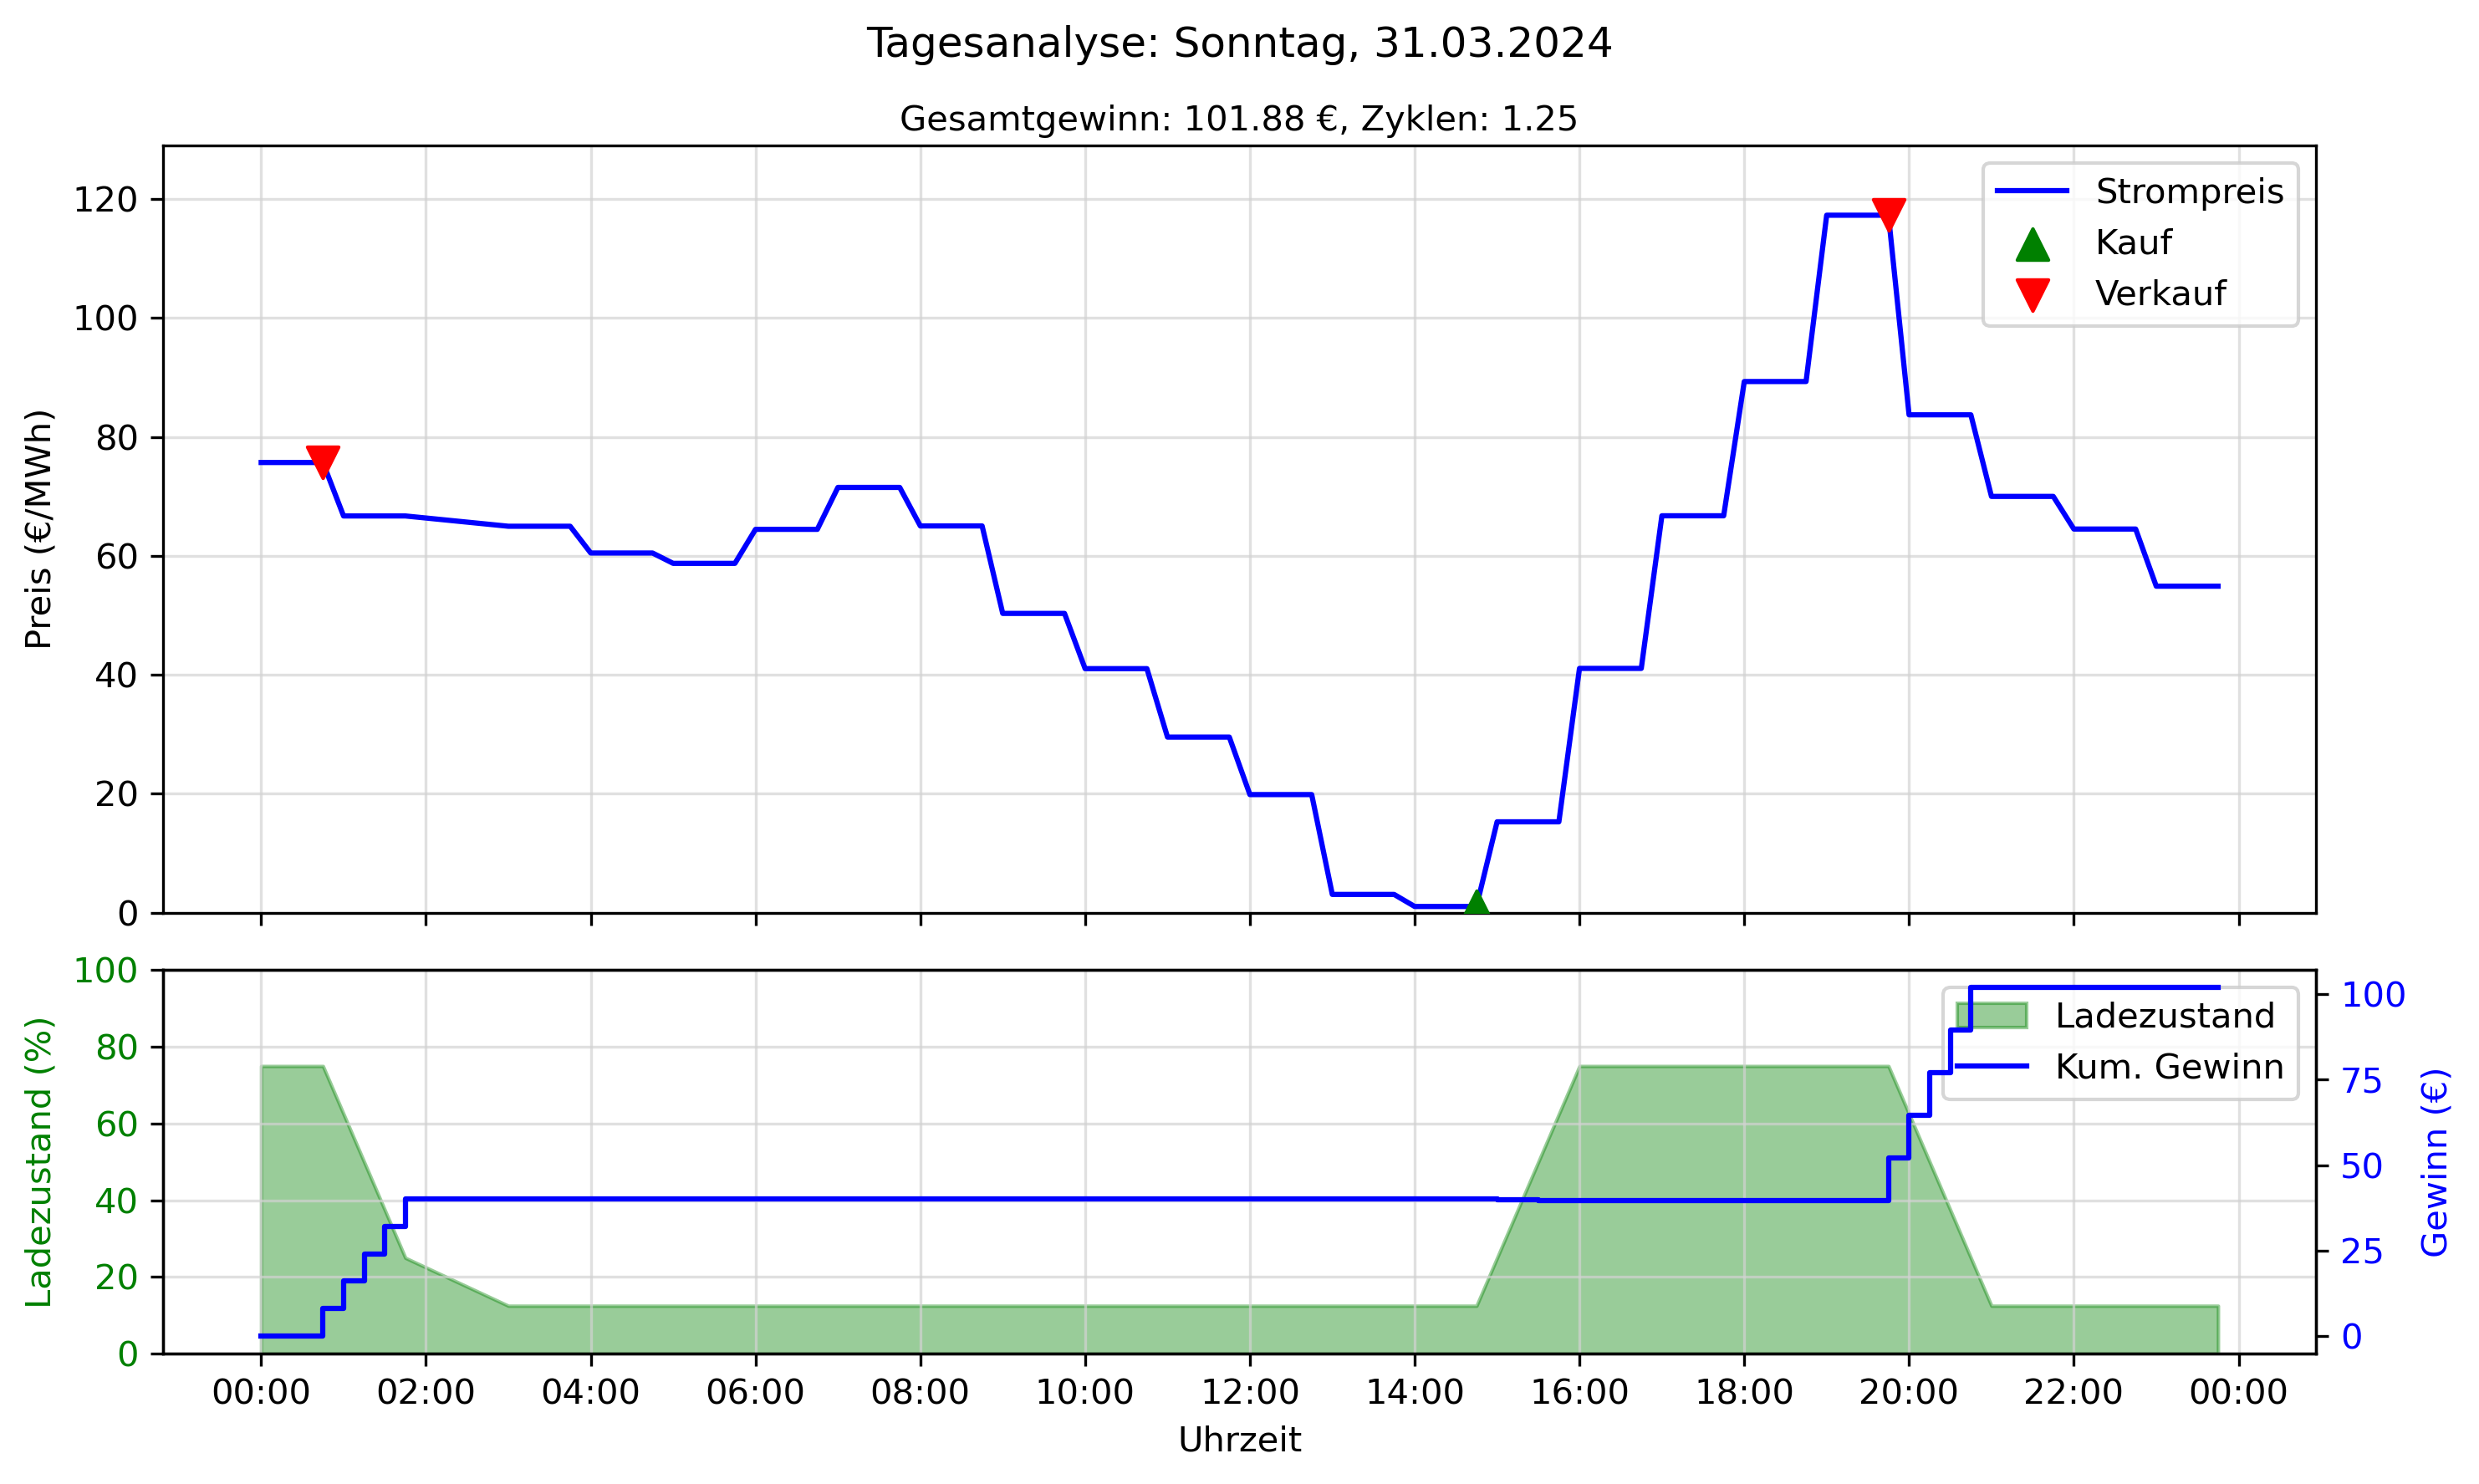 Tagesanalyse: Sonntag, 31.03.2024
Gesamtgewinn: 101.88 €, Zyklen: 1.25
Preis (€/MWh)
120
100
80
60
40
20
0
Strompreis
Kauf
Verkauf
Ladezustand (%)
100
80
60
40
20
0
Ladezustand
Kum. Gewinn
100
75
50
25
0
Gewinn (€)
00:00 02:00 04:00 06:00 08:00 10:00 12:00 14:00 16:00 18:00 20:00 22:00 00:00
Uhrzeit